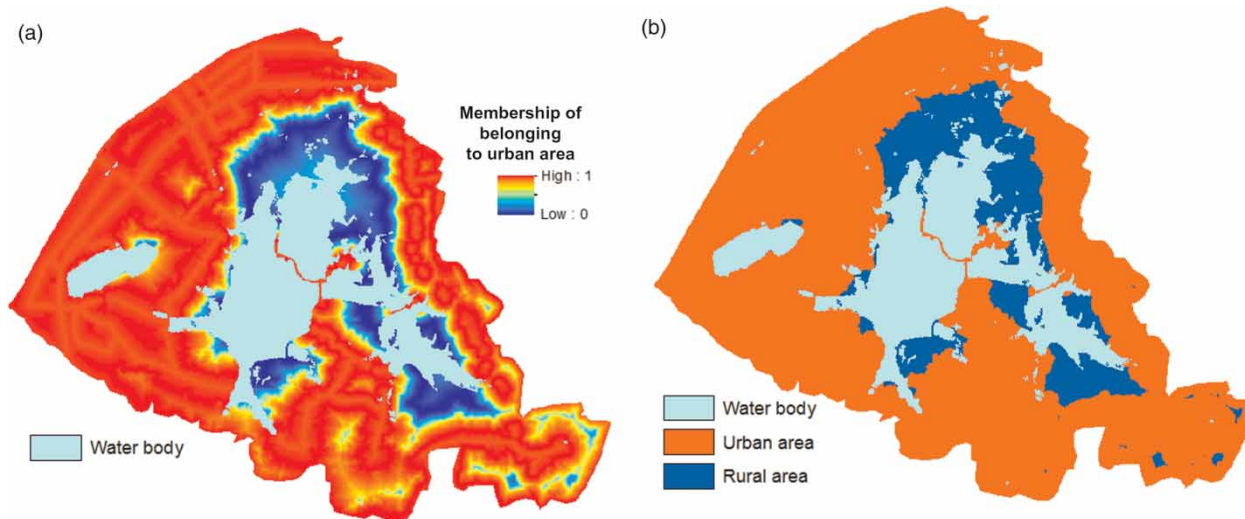 (a)
Membership of
belonging
to urban area
High : 1
Low : 0
Water body
(b)
Water body
Urban area
Rural area